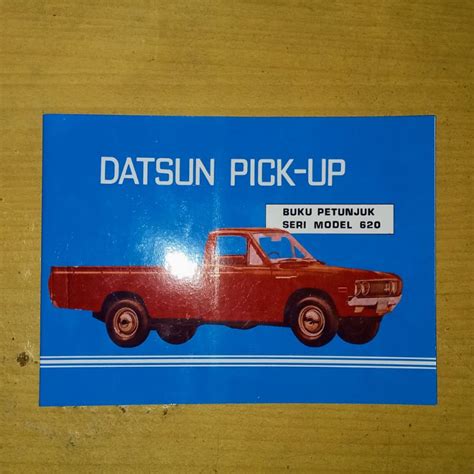 DATSUN PICK-UP
BUKU PETUNJUK
SERI MODEL 620